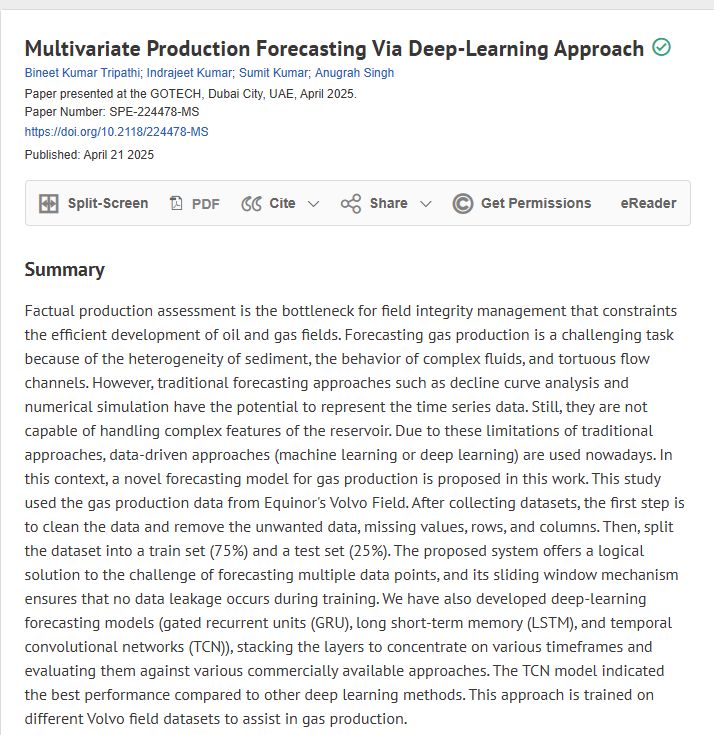 Multivariate Production Forecasting Via Deep-Learning Approach
Bineet Kumar Tripathi; Indrajeet Kumar; Sumit Kumar; Anugrah Singh
Paper presented at the GOTECH, Dubai City, UAE, April 2025.
Paper Number: SPE-224478-MS
https://doi.org/10.2118/224478-MS
Published: April 21 2025
Split-Screen PDF Cite Share Get Permissions eReader
Summary
Factual production assessment is the bottleneck for field integrity management that constraints
the efficient development of oil and gas fields. Forecasting gas production is a challenging task
because of the heterogeneity of sediment, the behavior of complex fluids, and tortuous flow
channels. However, traditional forecasting approaches such as decline curve analysis and
numerical simulation have the potential to represent the time series data. Still, they are not
capable of handling complex features of the reservoir. Due to these limitations of traditional
approaches, data-driven approaches (machine learning or deep learning) are used nowadays. In
this context, a novel forecasting model for gas production is proposed in this work. This study
used the gas production data from Equinor's Volvo Field. After collecting datasets, the first step is
to clean the data and remove the unwanted data, missing values, rows, and columns. Then, split
the dataset into a train set (75%) and a test set (25%). The proposed system offers a logical
solution to the challenge of forecasting multiple data points, and its sliding window mechanism
ensures that no data leakage occurs during training. We have also developed deep-learning
forecasting models (gated recurrent units (GRU), long short-term memory (LSTM), and temporal
convolutional networks (TCN)), stacking the layers to concentrate on various timeframes and
evaluating them against various commercially available approaches. The TCN model indicated
the best performance compared to other deep learning methods. This approach is trained on
different Volvo field datasets to assist in gas production.